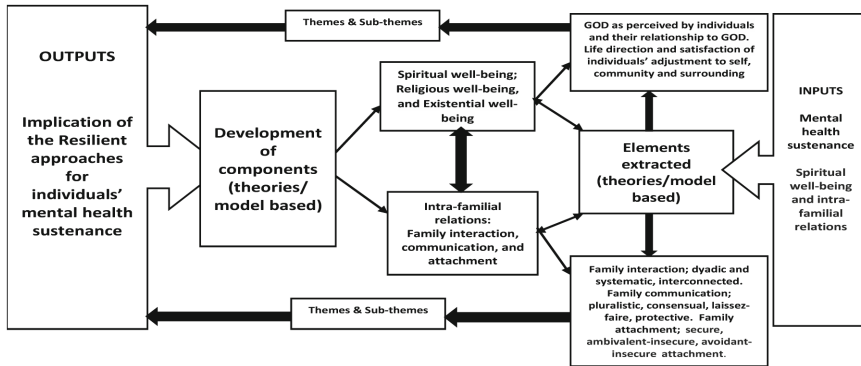 OUTPUTS
Implication of
the Resilient
approaches
for
individuals'
mental health
sustenance
Themes & Sub-themes
GOD as perceived by individuals
and their relationship to GOD.
Life direction and satisfaction of
individuals' adjustment to self,
community and surrounding
Development
of
components
(theories/
model based)
Spiritual well-being;
Religious well-being,
and Existential well-
being
Intra-familial
relations:
Family interaction,
communication, and
attachment
Elements
extracted
(theories/model
based)
INPUTS
Mental
health
sustenance
Spiritual
well-being
and intra-
familial
relations
Themes & Sub-themes
Family interaction; dyadic and
systematic, interconnected.
Family communication;
pluralistic, consensual, laissez-
faire, protective. Family
attachment; secure,
ambivalent-insecure, avoidant-
insecure attachment.